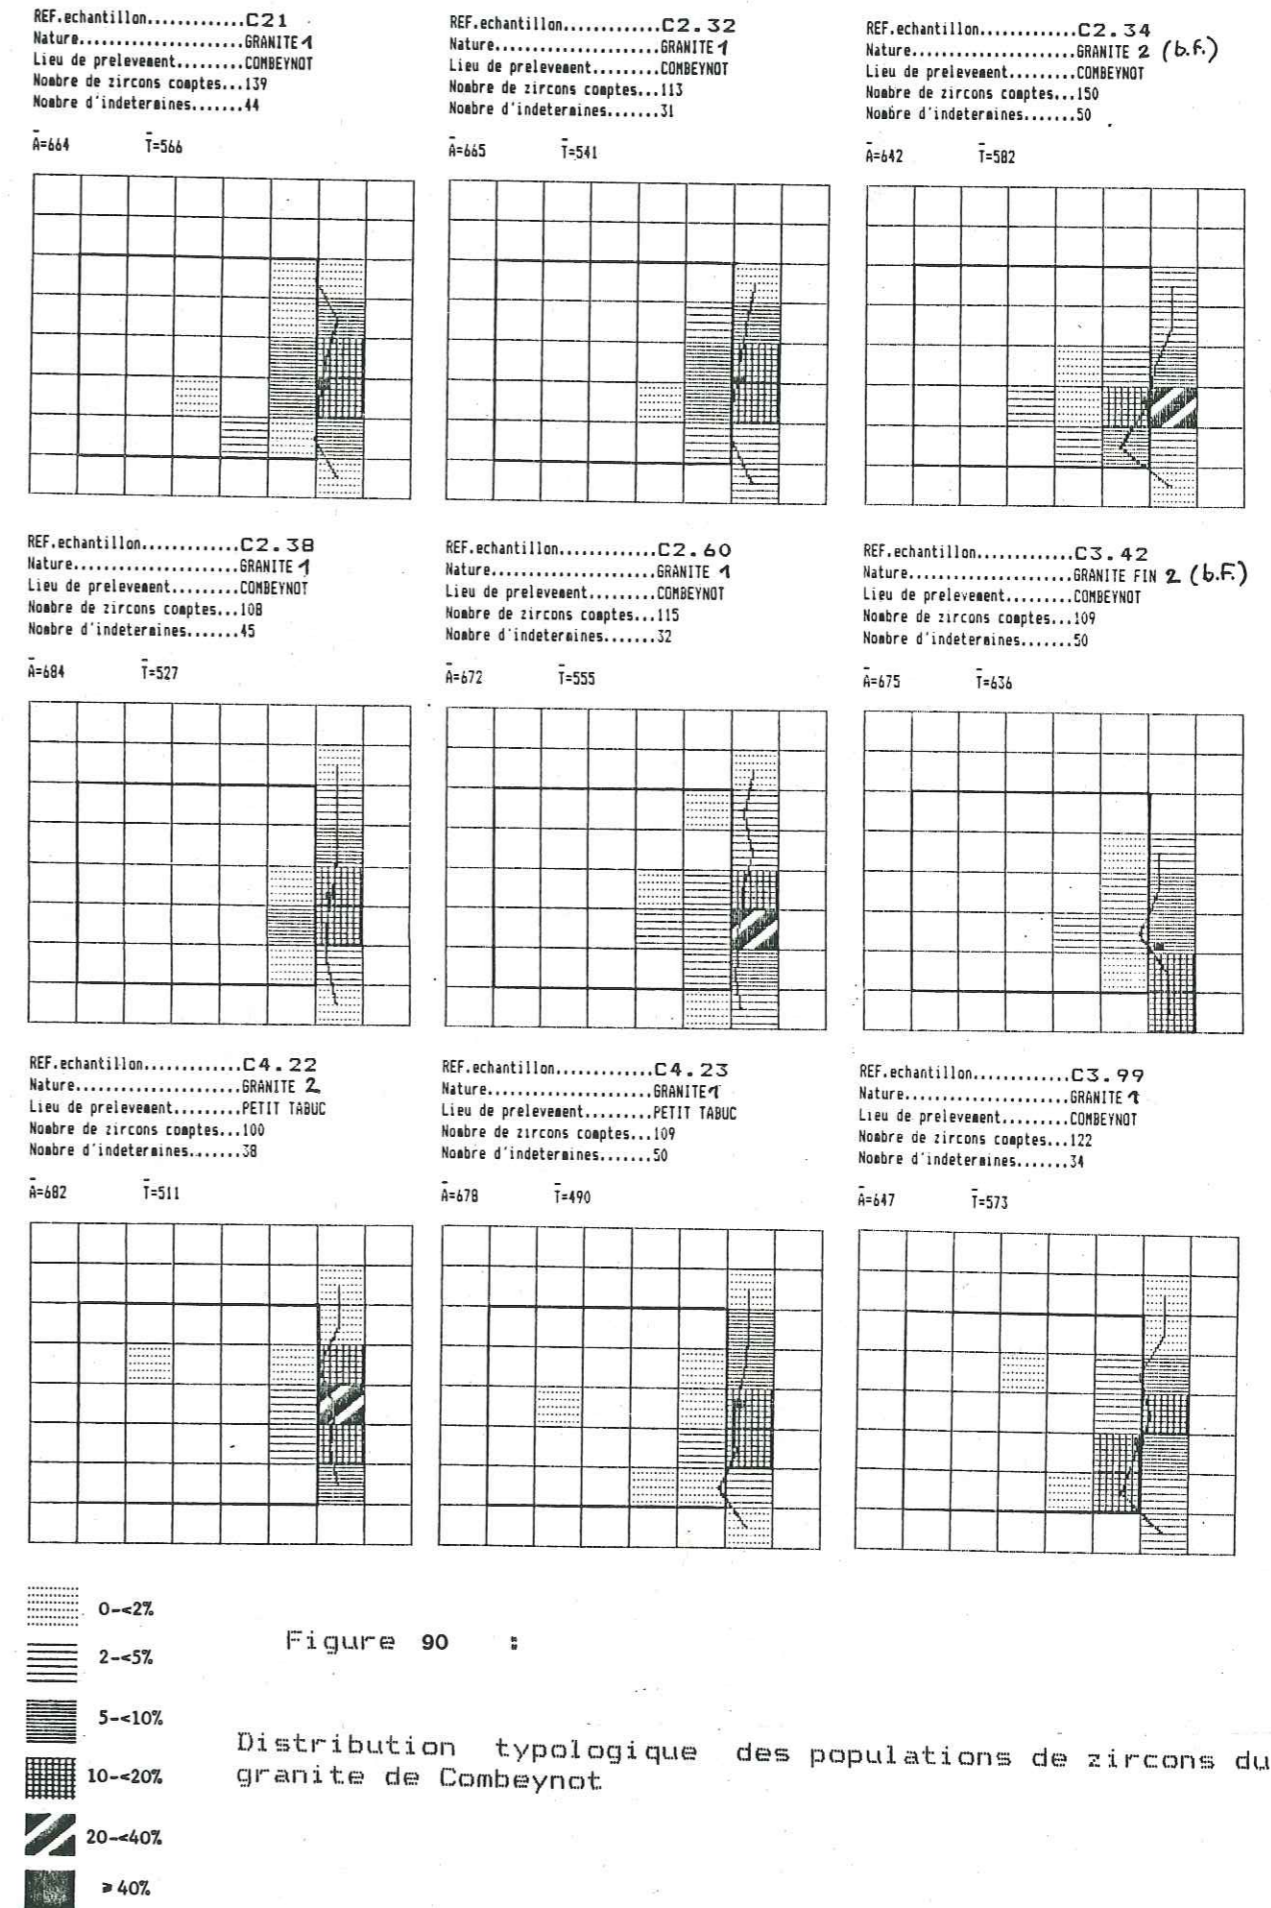 REF.echantillon.............C21
Nature......................GRANITE 1
Lieu de prelevement.........COMBEYNOT
Nombre de zircons comptes...139
Nombre d'indetermines.......44
Ā=664 T̄=566
REF.echantillon.............C2.32
Nature......................GRANITE 1
Lieu de prelevement.........COMBEYNOT
Nombre de zircons comptes...113
Nombre d'indetermines.......31
Ā=665 T̄=541
REF.echantillon.............C2.34
Nature......................GRANITE 2 (b.f.)
Lieu de prelevement.........COMBEYNOT
Nombre de zircons comptes...150
Nombre d'indetermines.......50
Ā=642 T̄=582
REF.echantillon.............C2.38
Nature......................GRANITE 1
Lieu de prelevement.........COMBEYNOT
Nombre de zircons comptes...108
Nombre d'indetermines.......45
Ā=684 T̄=527
REF.echantillon.............C2.60
Nature......................GRANITE 1
Lieu de prelevement.........COMBEYNOT
Nombre de zircons comptes...115
Nombre d'indetermines.......32
Ā=672 T̄=555
REF.echantillon.............C3.42
Nature......................GRANITE FIN 2 (b.F.)
Lieu de prelevement.........COMBEYNOT
Nombre de zircons comptes...109
Nombre d'indetermines.......50
Ā=675 T̄=636
REF.echantillon.............C4.22
Nature......................GRANITE 2
Lieu de prelevement.........PETIT TABUC
Nombre de zircons comptes...100
Nombre d'indetermines.......38
Ā=682 T̄=511
REF.echantillon.............C4.23
Nature......................GRANITE 1
Lieu de prelevement.........PETIT TABUC
Nombre de zircons comptes...109
Nombre d'indetermines.......50
Ā=678 T̄=490
REF.echantillon.............C3.99
Nature......................GRANITE 1
Lieu de prelevement.........COMBEYNOT
Nombre de zircons comptes...122
Nombre d'indetermines.......34
Ā=647 T̄=573
0-<2%
2-<5%
5-<10%
10-<20%
20-<40%
⩾40%
Figure 90 :
Distribution typologique des populations de zircons du
granite de Combeynot